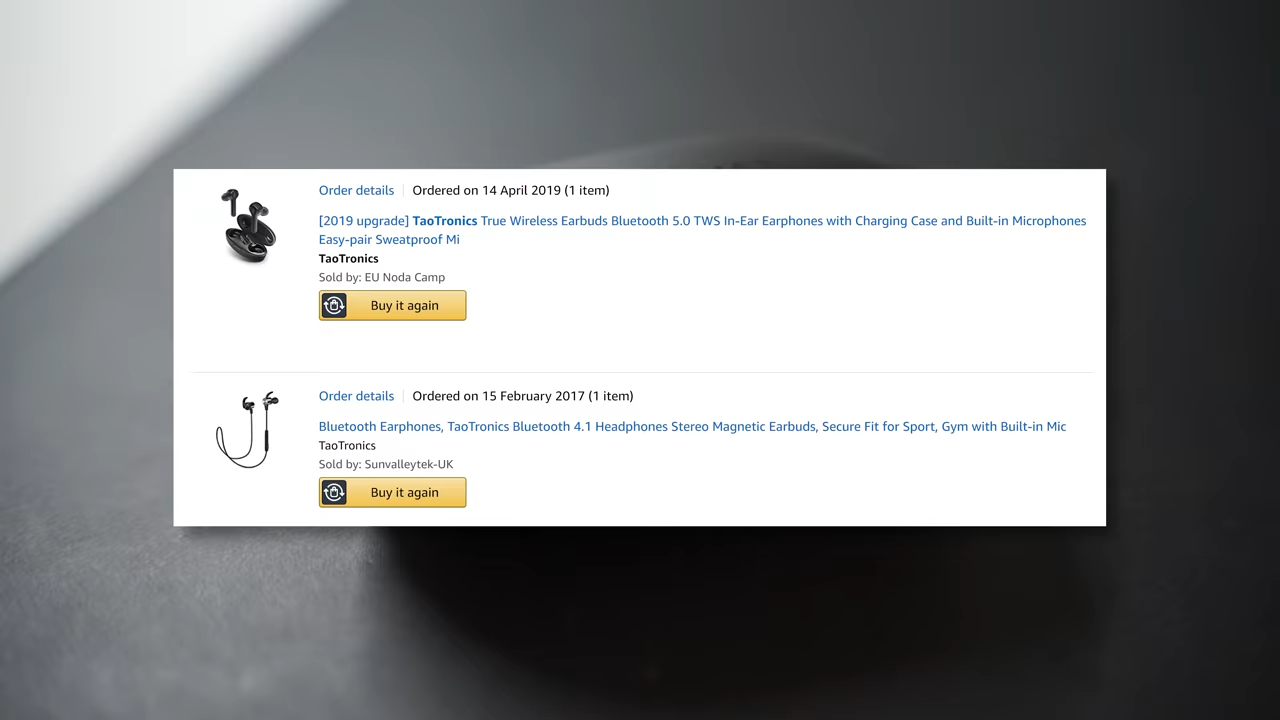 Order details Ordered on 14 April 2019 (1 item)
[2019 upgrade] TaoTronics True Wireless Earbuds Bluetooth 5.0 TWS In-Ear Earphones with Charging Case and Built-in Microphones
Easy-pair Sweatproof Mi
TaoTronics
Sold by: EU Noda Camp
Buy it again
Order details Ordered on 15 February 2017 (1 item)
Bluetooth Earphones, TaoTronics Bluetooth 4.1 Headphones Stereo Magnetic Earbuds, Secure Fit for Sport, Gym with Built-in Mic
TaoTronics
Sold by: Sunvalleytek-UK
Buy it again